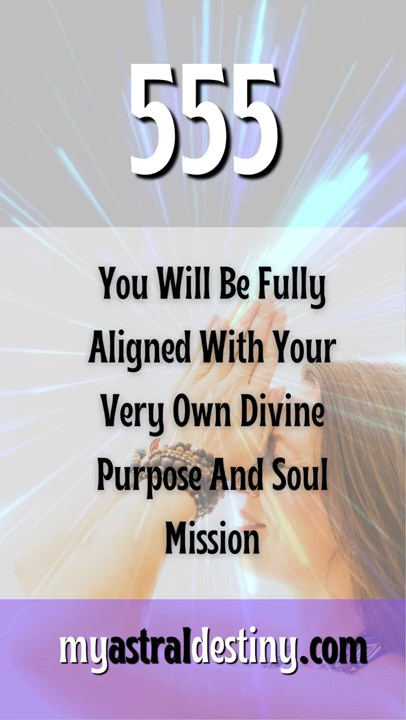 555
You Will Be Fully
Aligned With Your
Very Own Divine
Purpose And Soul
Mission
myastraldestiny.com